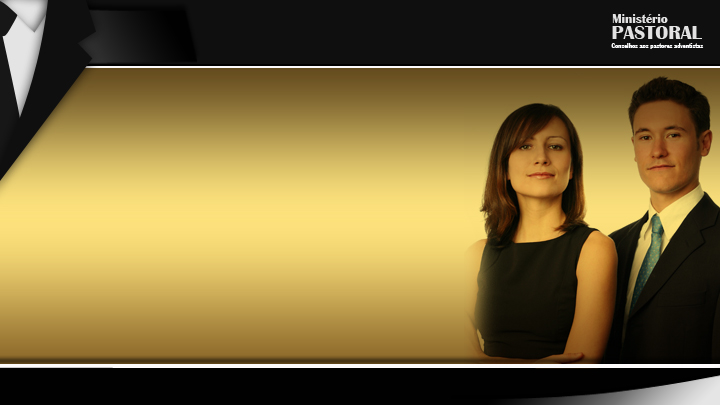 Ministério
PASTORAL
Conselhos aos pastores adventistas